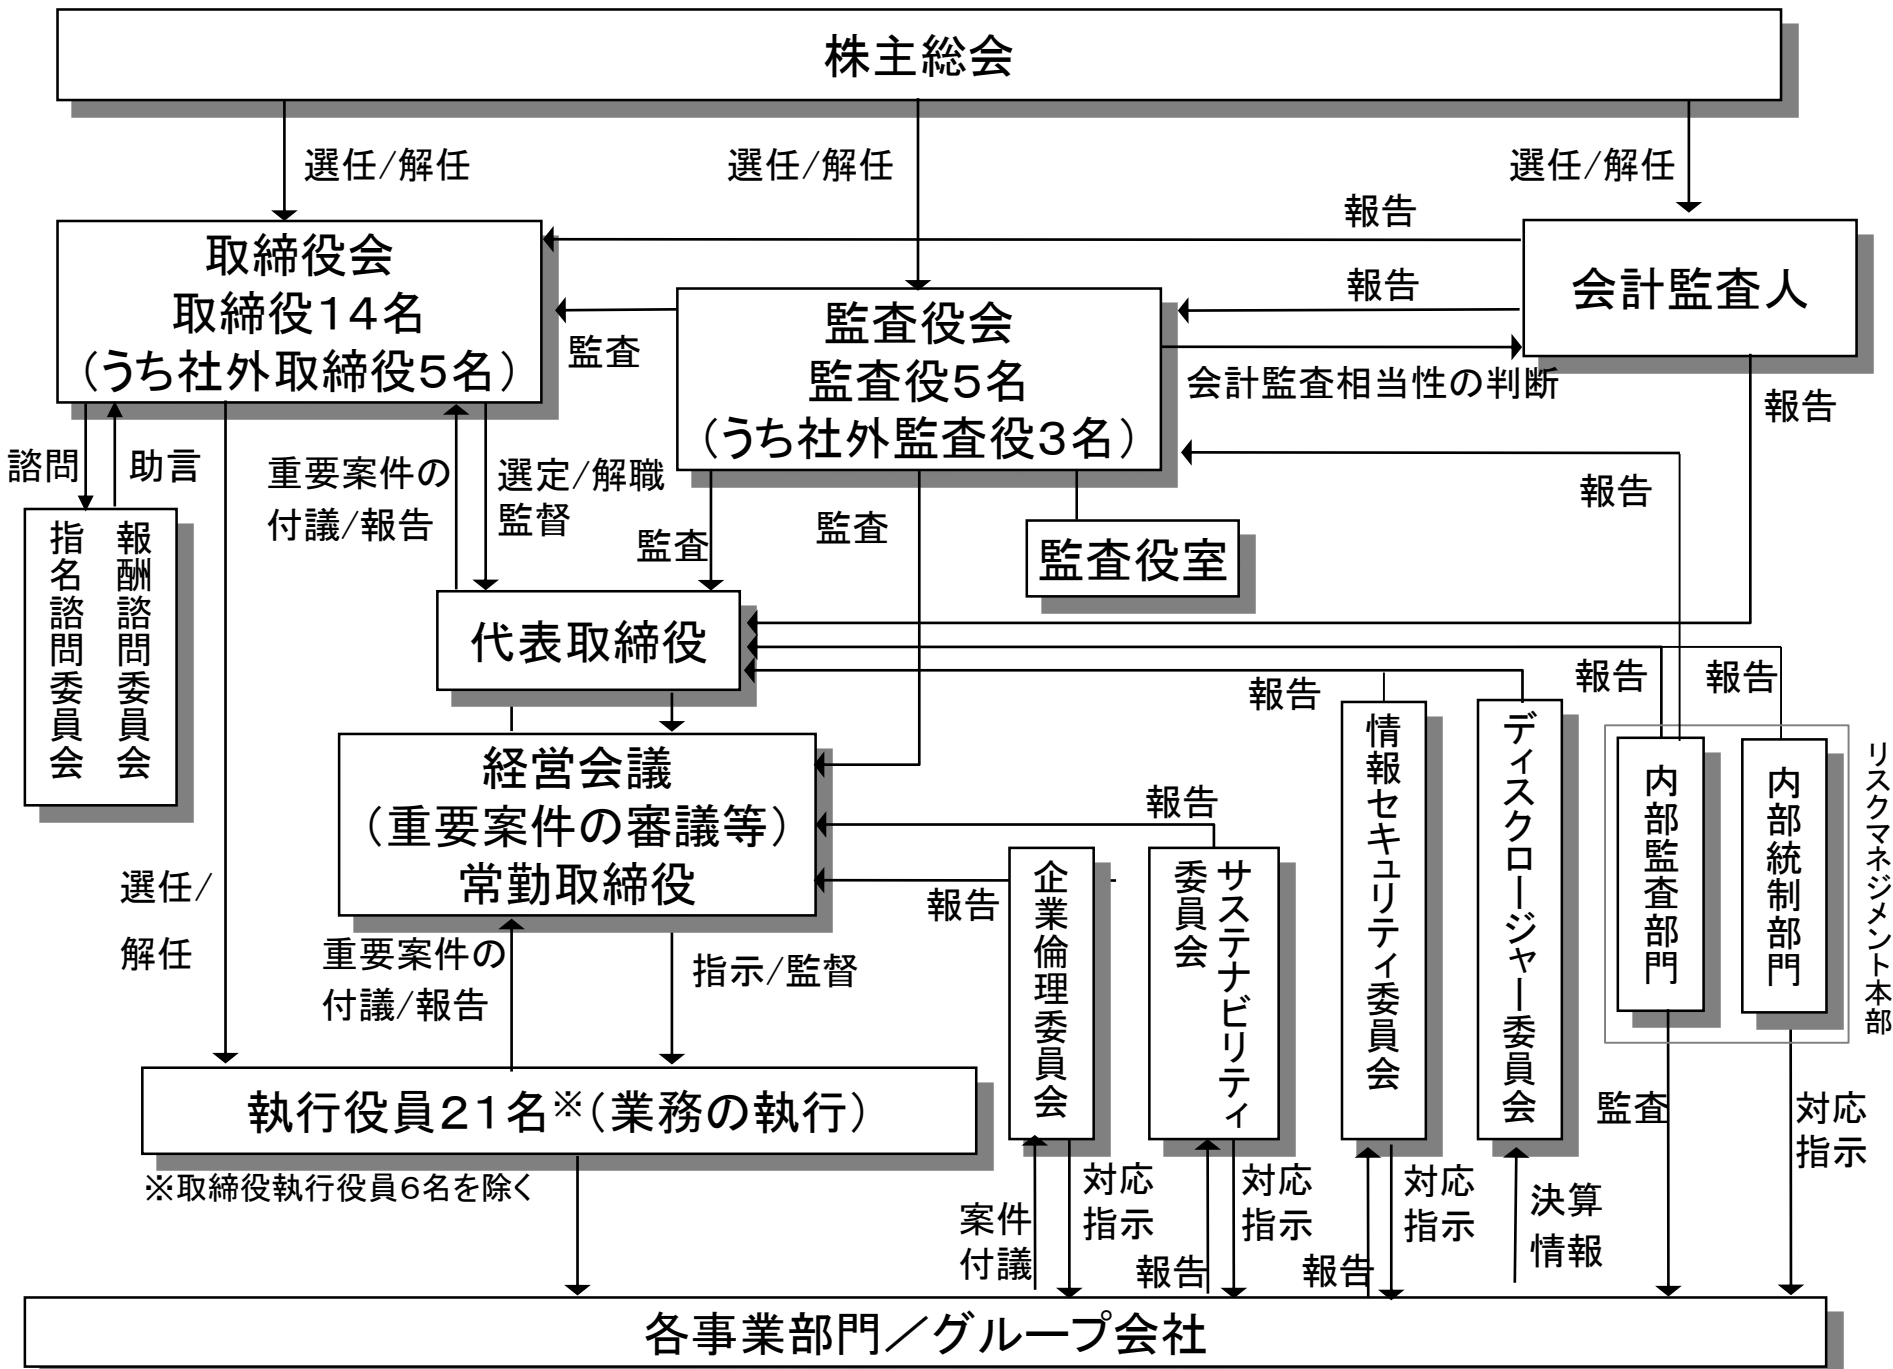 株主総会
選任/解任
選任/解任
選任/解任
報告
取締役会
取締役14名
（うち社外取締役5名）
会計監査人
報告
監査役会
監査役5名
（うち社外監査役3名）
監査
会計監査相当性の判断
報告
諮問
助言
重要案件の
付議/報告
選定/解職
監督
監査
監査
報告
監査役室
指名諮問委員会
報酬諮問委員会
代表取締役
報告
報告
報告
経営会議
（重要案件の審議等）
常勤取締役
報告
報告
情報セキュリティ委員会
ディスクロージャー委員会
内部監査部門
内部統制部門
リスクマネジメント本部
企業倫理委員会
サステナビリティ
委員会
選任/
解任
重要案件の
付議/報告
指示/監督
執行役員21名※（業務の執行）
※取締役執行役員6名を除く
案件
付議
対応
指示
報告
対応
指示
報告
対応
指示
決算
情報
監査
対応
指示
各事業部門／グループ会社